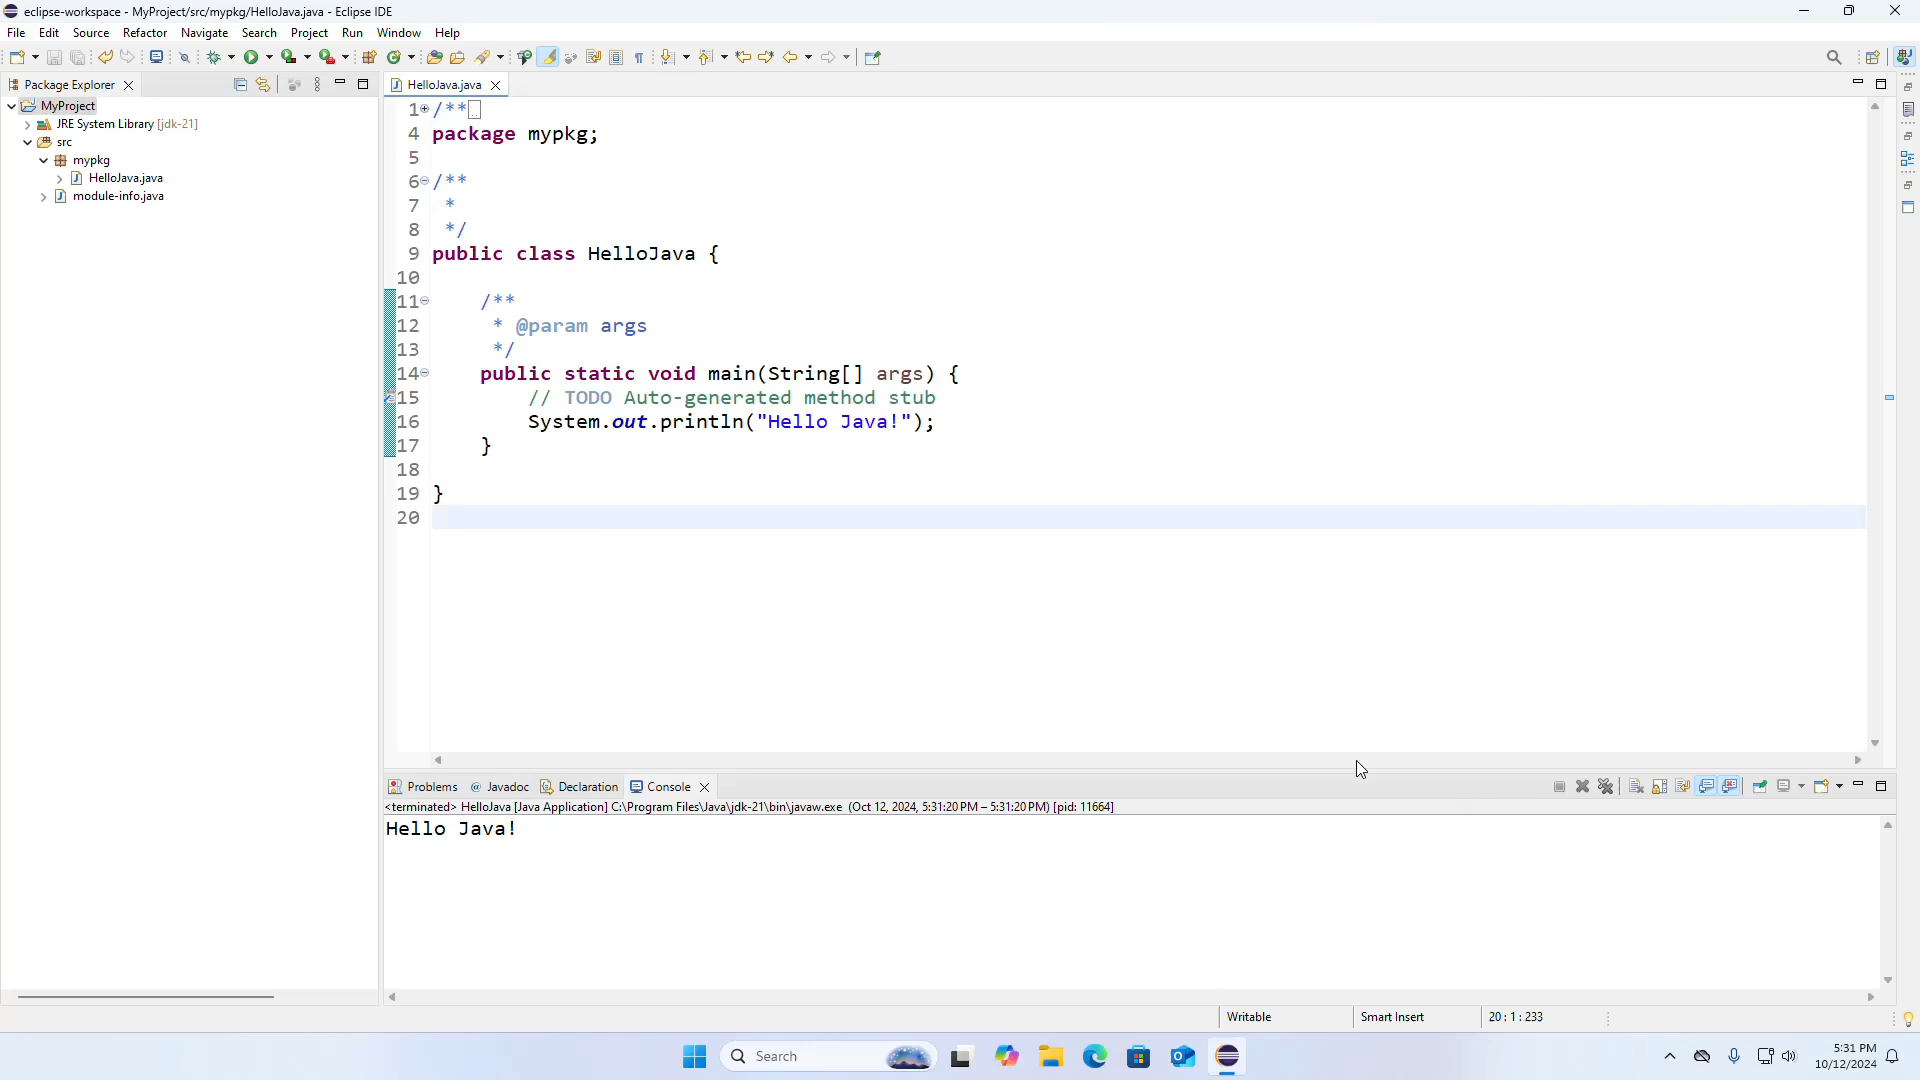 eclipse-workspace - MyProject/src/mypkg/HelloJava.java - Eclipse IDE
File Edit Source Refactor Navigate Search Project Run Window Help
Package Explorer
MyProject
JRE System Library [jdk-21]
src
mypkg
HelloJava.java
module-info.java
HelloJava.java
1 /**
4 package mypkg;
5
6 /**
7  *
8  */
9 public class HelloJava {
10
11     /**
12      * @param args
13      */
14     public static void main(String[] args) {
15         // TODO Auto-generated method stub
16         System.out.println("Hello Java!");
17     }
18
19 }
20
Problems @ Javadoc Declaration Console
<terminated> HelloJava [Java Application] C:\Program Files\Java\jdk-21\bin\javaw.exe (Oct 12, 2024, 5:31:20 PM – 5:31:20 PM) [pid: 11664]
Hello Java!
Writable Smart Insert 20 : 1 : 233
Search
5:31 PM
10/12/2024